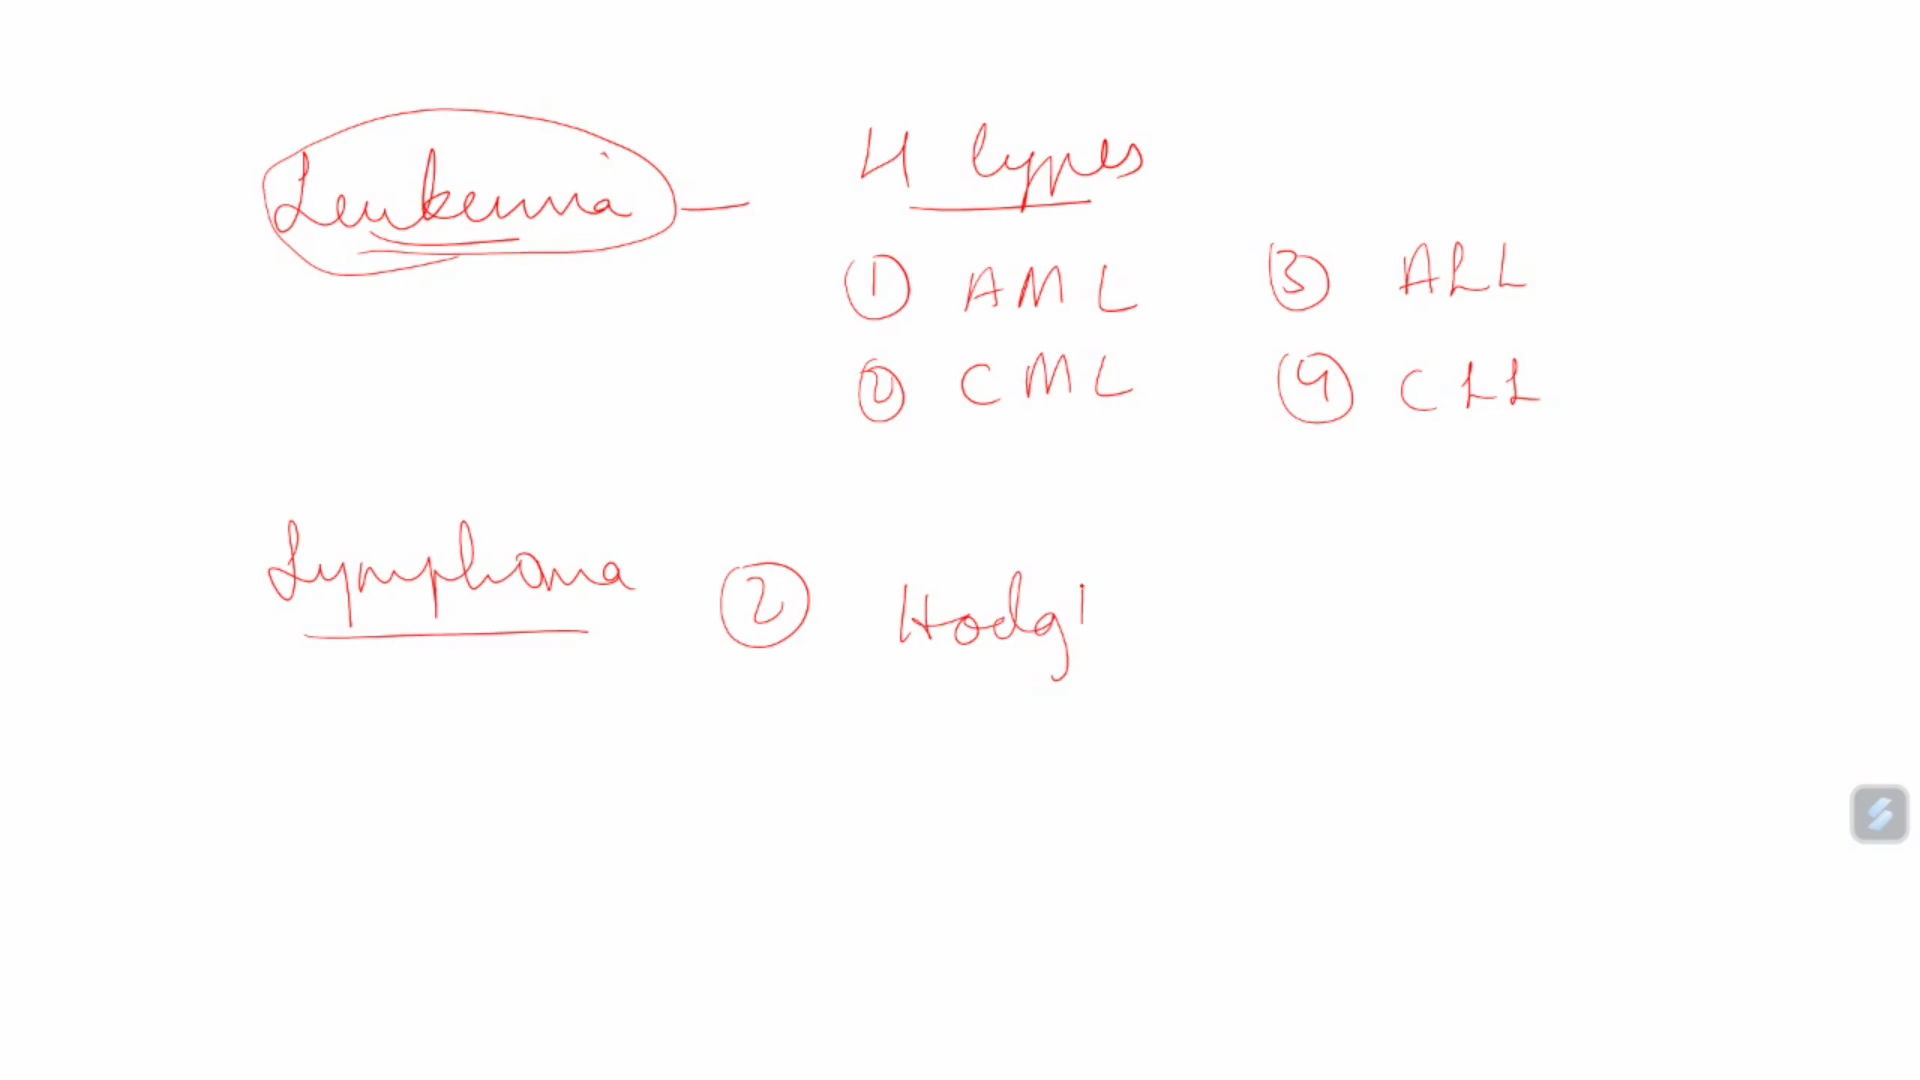 Leukemia — 4 types
① AML ③ ALL
② CML ④ CLL
Lymphoma ② Hodgi